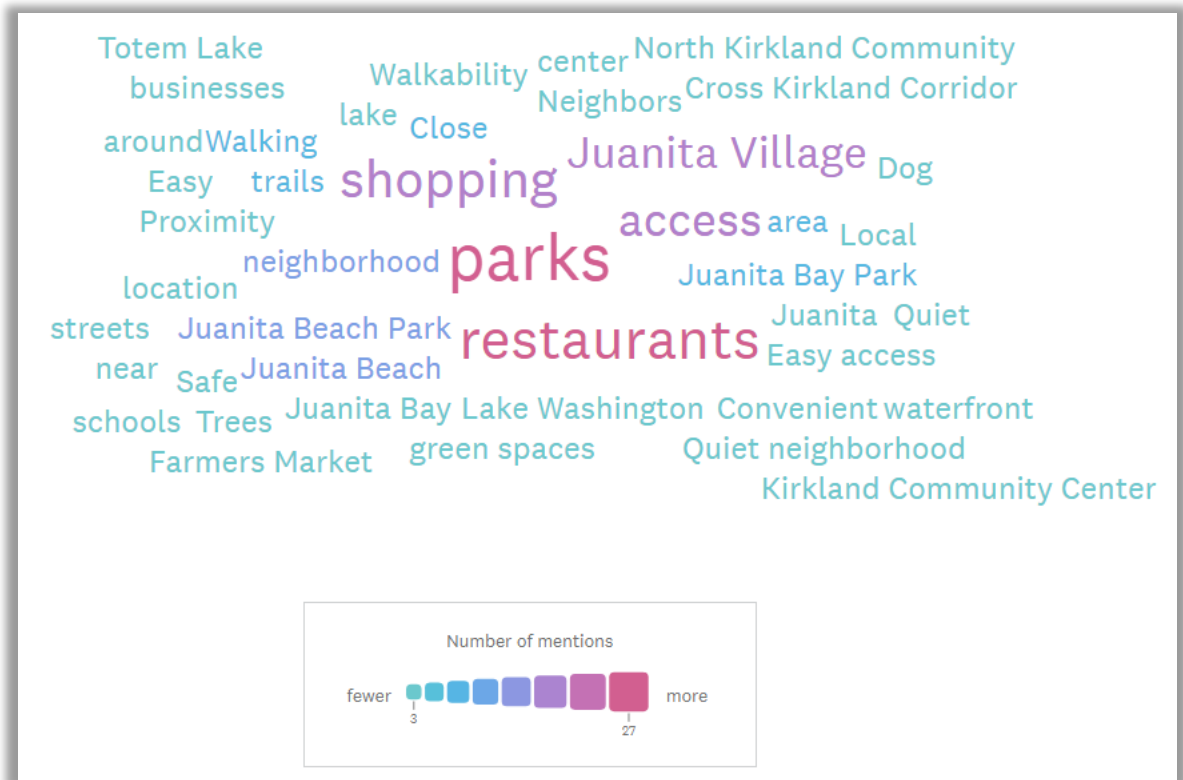 Totem Lake
North Kirkland Community
center
Walkability
businesses
Cross Kirkland Corridor
Neighbors
lake
Close
around
Walking
Juanita Village
Dog
Easy
trails
shopping
Proximity
access
area
Local
neighborhood
parks
Juanita Bay Park
location
streets
Juanita Beach Park
restaurants
Juanita
Quiet
Easy access
near
Safe
Juanita Beach
schools
Trees
Juanita Bay
Lake Washington
Convenient
waterfront
Farmers Market
green spaces
Quiet neighborhood
Kirkland Community Center
Number of mentions
fewer
more
3
27